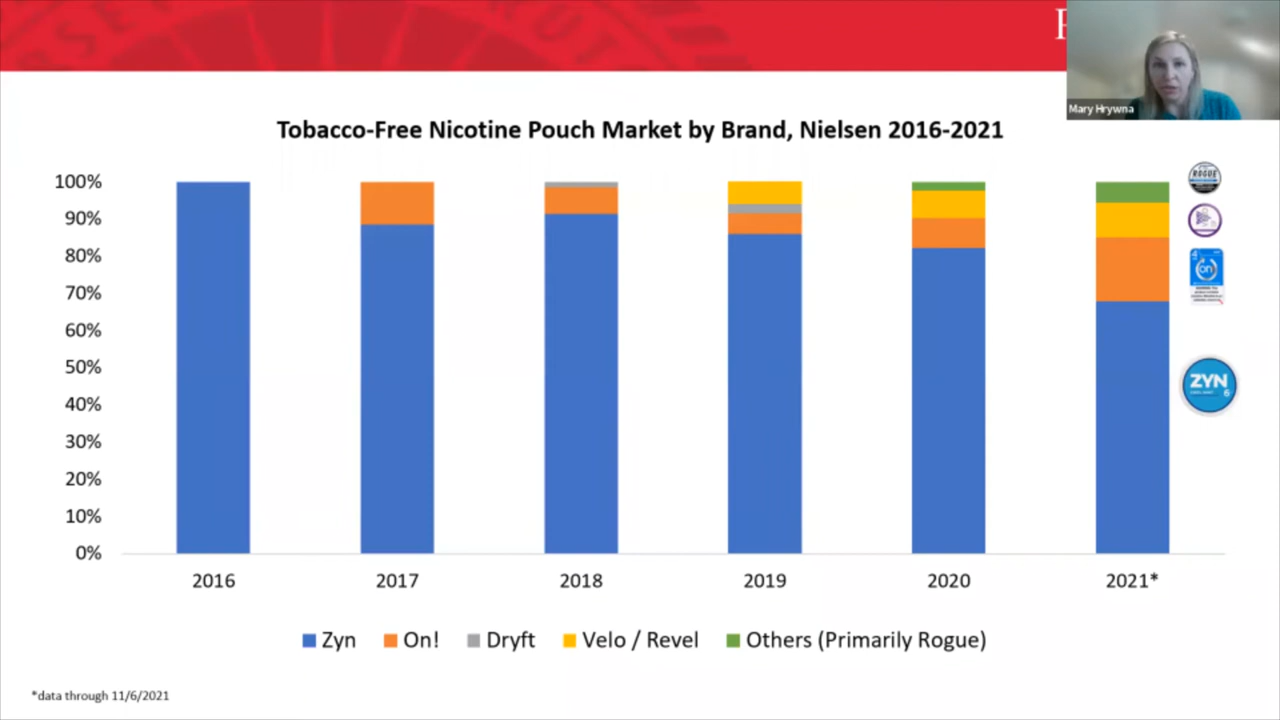 Mary Hrywna
Tobacco-Free Nicotine Pouch Market by Brand, Nielsen 2016-2021
100%
90%
80%
70%
60%
50%
40%
30%
20%
10%
0%
2016 2017 2018 2019 2020 2021*
ROGUE
on!
ZYN
6
Zyn On! Dryft Velo / Revel Others (Primarily Rogue)
*data through 11/6/2021